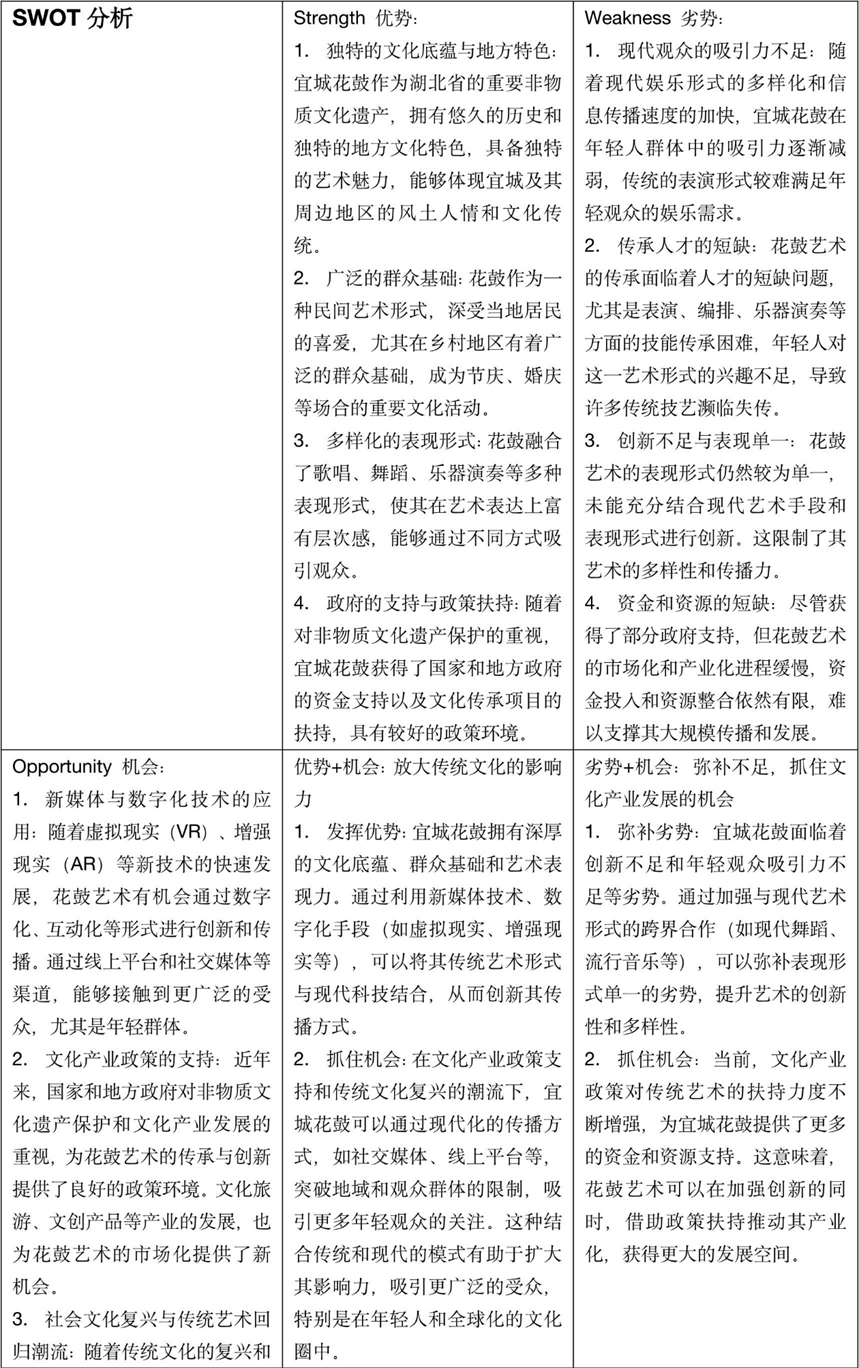 SWOT 分析
Strength 优势：
1. 独特的文化底蕴与地方特色：
宜城花鼓作为湖北省的重要非物
质文化遗产，拥有悠久的历史和
独特的地方文化特色，具备独特
的艺术魅力，能够体现宜城及其
周边地区的风土人情和文化传
统。
2. 广泛的群众基础：花鼓作为一
种民间艺术形式，深受当地居民
的喜爱，尤其在乡村地区有着广
泛的群众基础，成为节庆、婚庆
等场合的重要文化活动。
3. 多样化的表现形式：花鼓融合
了歌唱、舞蹈、乐器演奏等多种
表现形式，使其在艺术表达上富
有层次感，能够通过不同方式吸
引观众。
4. 政府的支持与政策扶持：随着
对非物质文化遗产保护的重视，
宜城花鼓获得了国家和地方政府
的资金支持以及文化传承项目的
扶持，具有较好的政策环境。
Weakness 劣势：
1. 现代观众的吸引力不足：随
着现代娱乐形式的多样化和信
息传播速度的加快，宜城花鼓在
年轻人群体中的吸引力逐渐减
弱，传统的表演形式较难满足年
轻观众的娱乐需求。
2. 传承人才的短缺：花鼓艺术
的传承面临着人才的短缺问题，
尤其是表演、编排、乐器演奏等
方面的技能传承困难，年轻人对
这一艺术形式的兴趣不足，导致
许多传统技艺濒临失传。
3. 创新不足与表现单一：花鼓
艺术的表现形式仍然较为单一，
未能充分结合现代艺术手段和
表现形式进行创新。这限制了其
艺术的多样性和传播力。
4. 资金和资源的短缺：尽管获
得了部分政府支持，但花鼓艺术
的市场化和产业化进程缓慢，资
金投入和资源整合依然有限，难
以支撑其大规模传播和发展。
Opportunity 机会：
1. 新媒体与数字化技术的应
用：随着虚拟现实（VR）、增强
现实（AR）等新技术的快速发
展，花鼓艺术有机会通过数字
化、互动化等形式进行创新和传
播。通过线上平台和社交媒体等
渠道，能够接触到更广泛的受
众，尤其是年轻群体。
2. 文化产业政策的支持：近年
来，国家和地方政府对非物质文
化遗产保护和文化产业发展的
重视，为花鼓艺术的传承与创新
提供了良好的政策环境。文化旅
游、文创产品等产业的发展，也
为花鼓艺术的市场化提供了新
机会。
3. 社会文化复兴与传统艺术回
归潮流：随着传统文化的复兴和
优势+机会：放大传统文化的影响
力
1. 发挥优势：宜城花鼓拥有深厚
的文化底蕴、群众基础和艺术表
现力。通过利用新媒体技术、数
字化手段（如虚拟现实、增强现
实等），可以将其传统艺术形式
与现代科技结合，从而创新其传
播方式。
2. 抓住机会：在文化产业政策支
持和传统文化复兴的潮流下，宜
城花鼓可以通过现代化的传播方
式，如社交媒体、线上平台等，
突破地域和观众群体的限制，吸
引更多年轻观众的关注。这种结
合传统和现代的模式有助于扩大
其影响力，吸引更广泛的受众，
特别是在年轻人和全球化的文化
圈中。
劣势+机会：弥补不足，抓住文
化产业发展的机会
1. 弥补劣势：宜城花鼓面临着
创新不足和年轻观众吸引力不
足等劣势。通过加强与现代艺术
形式的跨界合作（如现代舞蹈、
流行音乐等），可以弥补表现形
式单一的劣势，提升艺术的创新
性和多样性。
2. 抓住机会：当前，文化产业
政策对传统艺术的扶持力度不
断增强，为宜城花鼓提供了更多
的资金和资源支持。这意味着，
花鼓艺术可以在加强创新的同
时，借助政策扶持推动其产业
化，获得更大的发展空间。